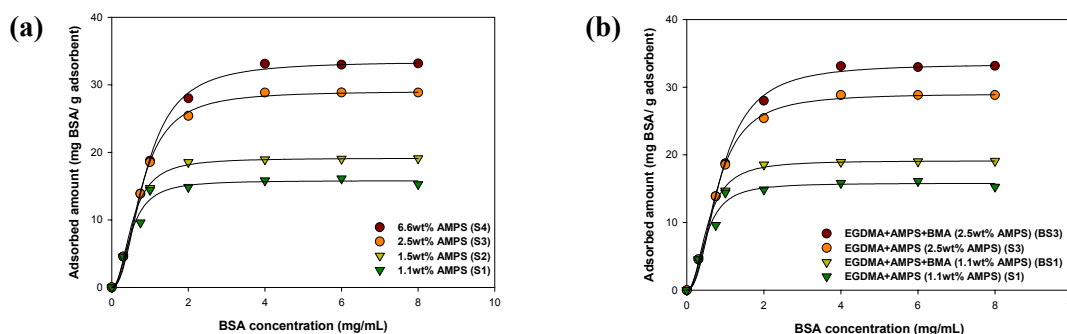 (a)
Adsorbed amount (mg BSA/ g adsorbent)
40
30
20
10
0
6.6wt% AMPS (S4)
2.5wt% AMPS (S3)
1.5wt% AMPS (S2)
1.1wt% AMPS (S1)
0 2 4 6 8 10
BSA concentration (mg/mL)
(b)
Adsorbed amount (mg BSA/ g adsorbent)
40
30
20
10
0
EGDMA+AMPS+BMA (2.5wt% AMPS) (BS3)
EGDMA+AMPS (2.5wt% AMPS) (S3)
EGDMA+AMPS+BMA (1.1wt% AMPS) (BS1)
EGDMA+AMPS (1.1wt% AMPS) (S1)
0 2 4 6 8
BSA concentration (mg/mL)